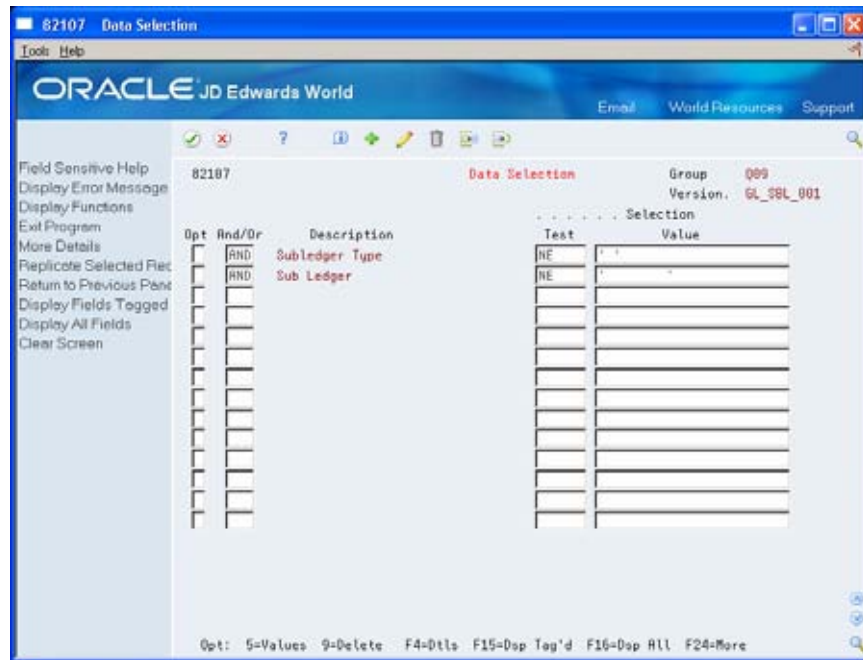 82107 Data Selection
Tools Help
ORACLE JD Edwards World
Email World Resources Support
Field Sensitive Help
Display Error Message
Display Functions
Exit Program
More Details
Replicate Selected Rec
Return to Previous Pane
Display Fields Tagged
Display All Fields
Clear Screen
82107 Data Selection Group Q09
Version. GL_SBL_001
. . . . . . Selection
Opt And/Or Description Test Value
AND Subledger Type NE ' '
AND Sub Ledger NE ' '
Opt: 5=Values 9=Delete F4=Dtls F15=Dsp Tag'd F16=Dsp All F24=More